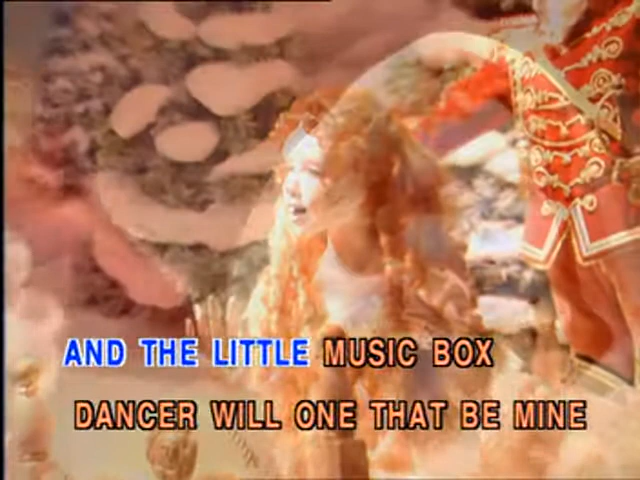 AND THE LITTLE MUSIC BOX
DANCER WILL ONE THAT BE MINE